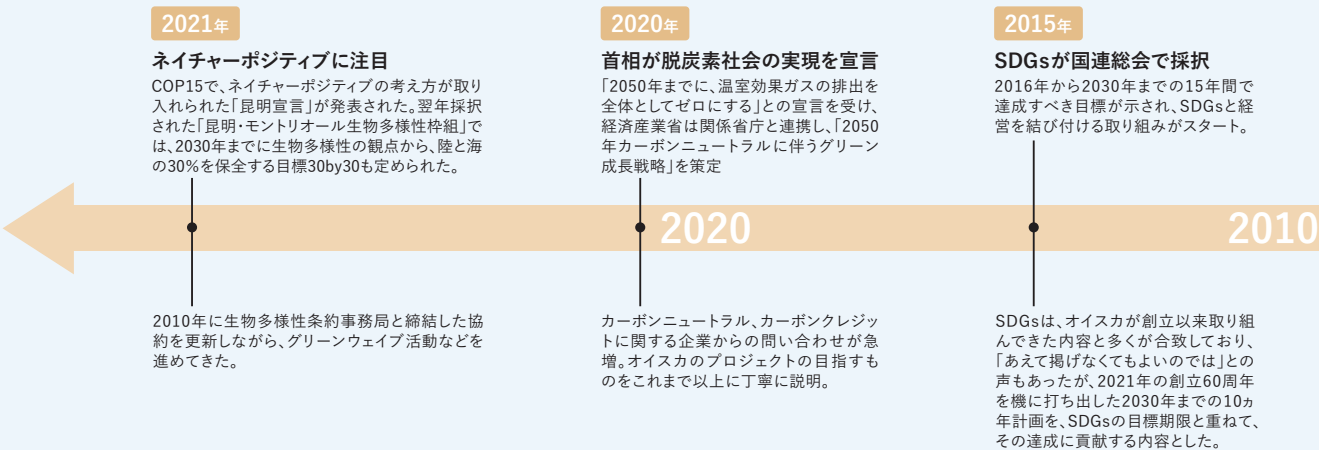 2021年
ネイチャーポジティブに注目
COP15で、ネイチャーポジティブの考え方が取り
入れられた「昆明宣言」が発表された。翌年採択
された「昆明・モントリオール生物多様性枠組」で
は、2030年までに生物多様性の観点から、陸と海
の30%を保全する目標30by30も定められた。
2020年
首相が脱炭素社会の実現を宣言
「2050年までに、温室効果ガスの排出を
全体としてゼロにする」との宣言を受け、
経済産業省は関係省庁と連携し、「2050
年カーボンニュートラルに伴うグリーン
成長戦略」を策定
2015年
SDGsが国連総会で採択
2016年から2030年までの15年間で
達成すべき目標が示され、SDGsと経
営を結び付ける取り組みがスタート。
2020
2010
2010年に生物多様性条約事務局と締結した協
約を更新しながら、グリーンウェイブ活動などを
進めてきた。
カーボンニュートラル、カーボンクレジッ
トに関する企業からの問い合わせが急
増。オイスカのプロジェクトの目指すも
のをこれまで以上に丁寧に説明。
SDGsは、オイスカが創立以来取り組
んできた内容と多くが合致しており、
「あえて掲げなくてもよいのでは」との
声もあったが、2021年の創立60周年
を機に打ち出した2030年までの10ヵ
年計画を、SDGsの目標期限と重ねて、
その達成に貢献する内容とした。